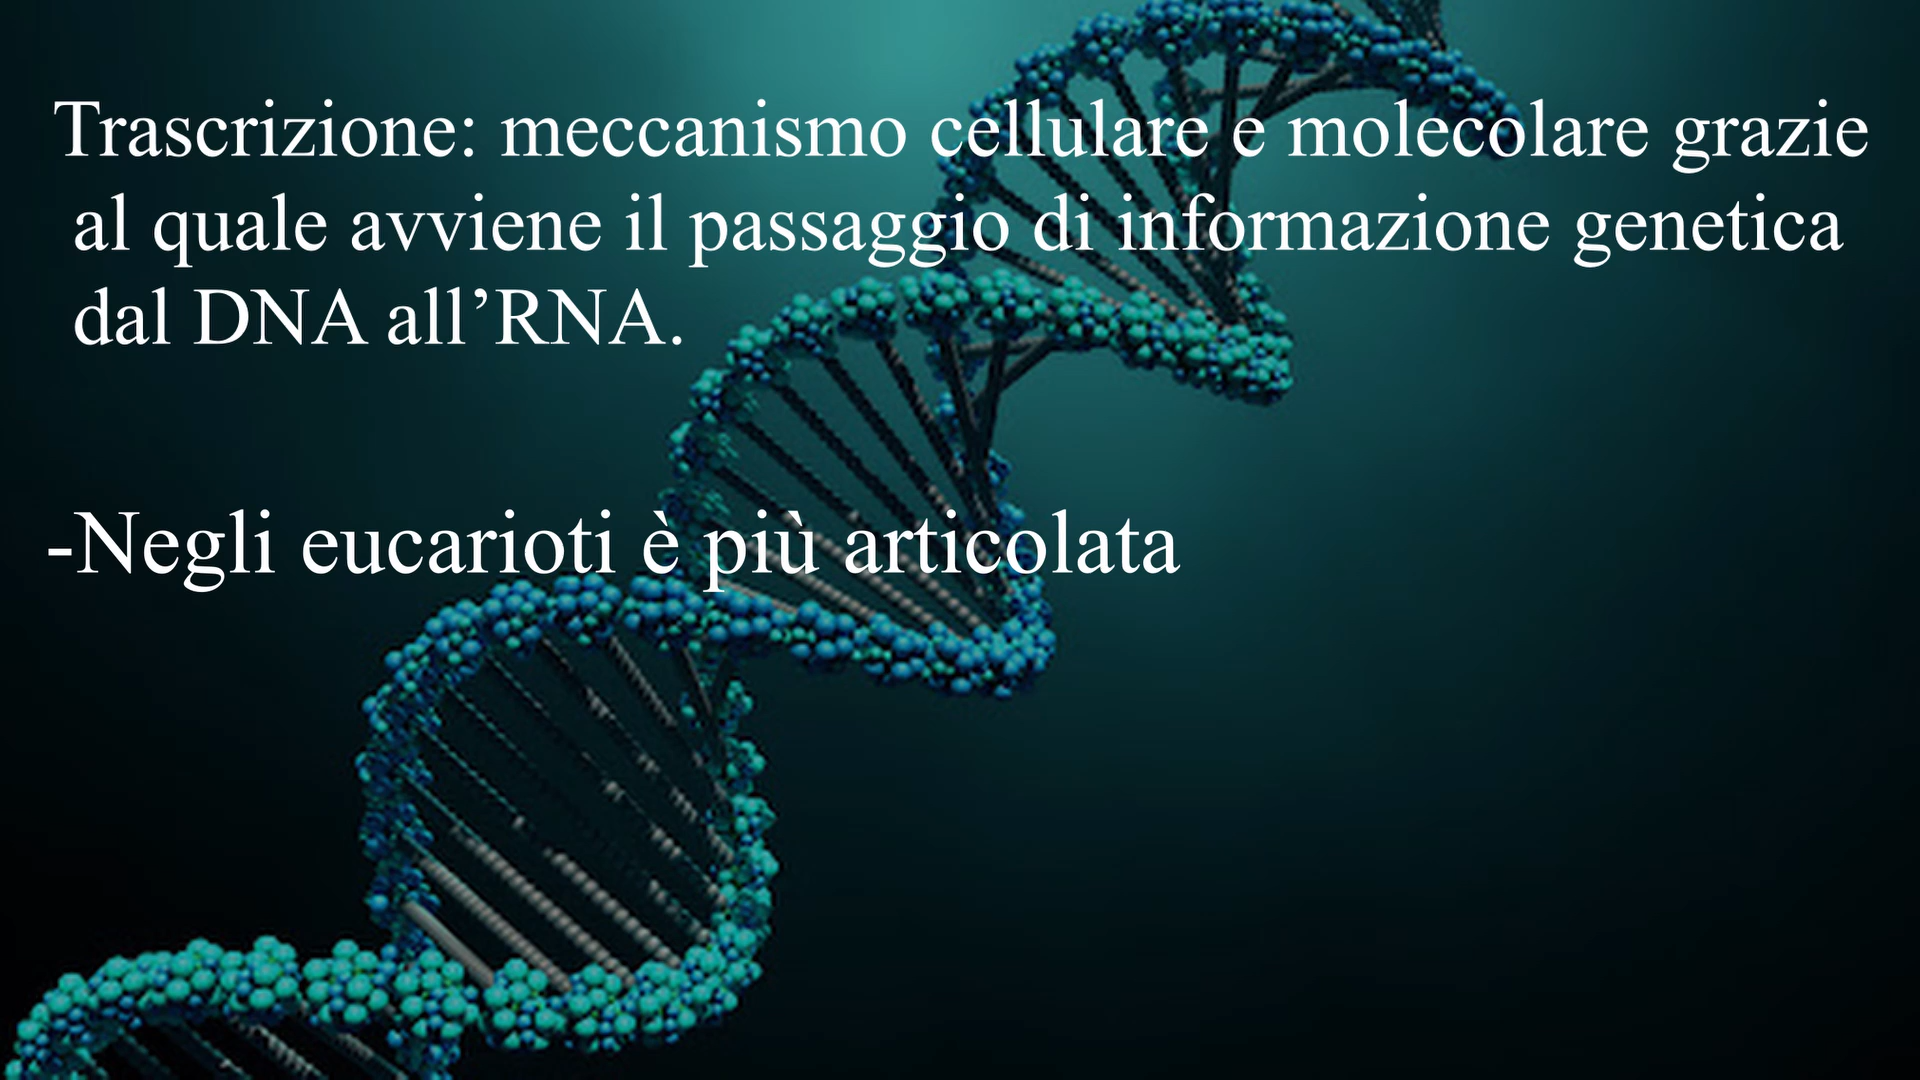 Trascrizione: meccanismo cellulare e molecolare grazie
al quale avviene il passaggio di informazione genetica
dal DNA all’RNA.
-Negli eucarioti è più articolata